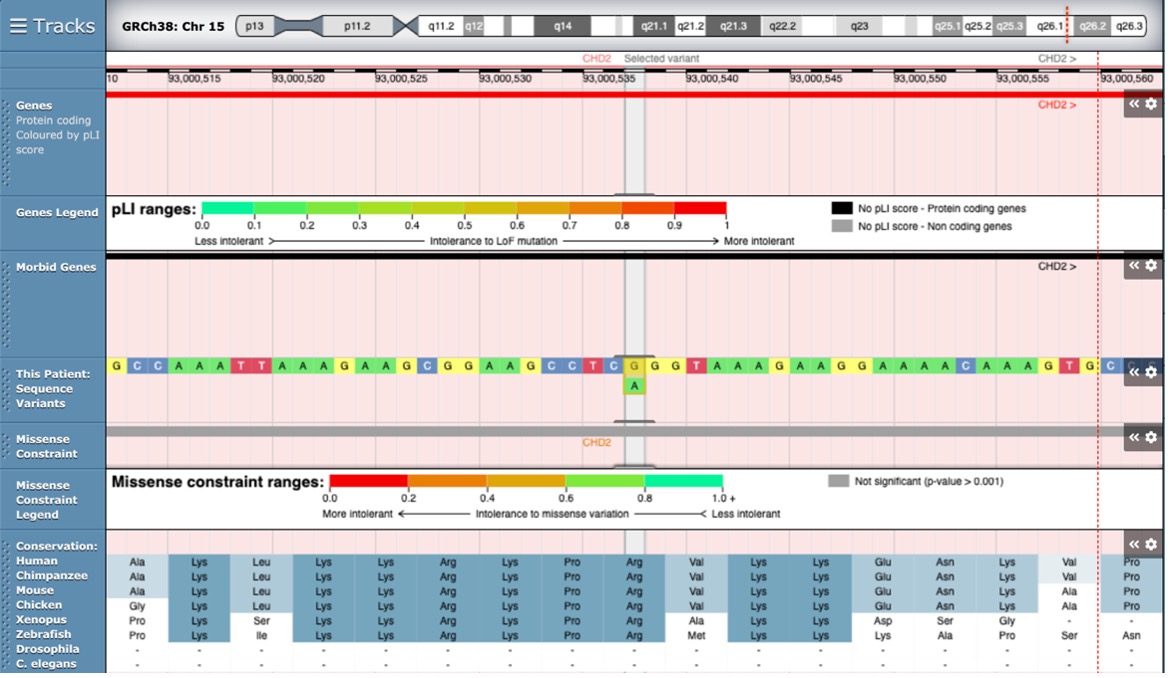 ☰ Tracks
GRCh38: Chr 15 p13 p11.2 q11.2 q12 q14 q21.1 q21.2 q21.3 q22.2 q23 q25.1 q25.2 q25.3 q26.1 q26.2 q26.3
CHD2 Selected variant CHD2 >
10 93,000,515 93,000,520 93,000,525 93,000,530 93,000,535 93,000,540 93,000,545 93,000,550 93,000,555 93,000,560
Genes
CHD2 >
Protein coding
Coloured by pLI
score
Genes Legend
pLI ranges:
0.0 0.1 0.2 0.3 0.4 0.5 0.6 0.7 0.8 0.9 1
Less intolerant > Intolerance to LoF mutation > More intolerant
No pLI score - Protein coding genes
No pLI score - Non coding genes
Morbid Genes
CHD2 >
G C C A A A T T A A A G A A G C G G A A G C C T C G G G T A A A G A A G G A A A A C A A A G T G C
A
This Patient:
Sequence
Variants
Missense
Constraint
CHD2
Missense
Constraint
Legend
Missense constraint ranges:
0.0 0.2 0.4 0.6 0.8 1.0 +
More intolerant < Intolerance to missense variation < Less intolerant
Not significant (p-value > 0.001)
Conservation:
Human Ala Lys Leu Lys Lys Arg Lys Pro Arg Val Lys Lys Glu Asn Lys Val Pro
Chimpanzee Ala Lys Leu Lys Lys Arg Lys Pro Arg Val Lys Lys Glu Asn Lys Val Pro
Mouse Ala Lys Leu Lys Lys Arg Lys Pro Arg Val Lys Lys Glu Asn Lys Ala Pro
Chicken Gly Lys Leu Lys Lys Arg Lys Pro Arg Val Lys Lys Glu Asn Lys Ala Pro
Xenopus Pro Lys Ser Lys Lys Arg Lys Pro Arg Ala Lys Lys Asp Ser Gly - -
Zebrafish Pro Lys Ile Lys Lys Arg Lys Pro Arg Met Lys Lys Lys Ala Pro Ser Asn
Drosophila - - - - - - - - - - - - - - - - -
C. elegans - - - - - - - - - - - - - - - - -